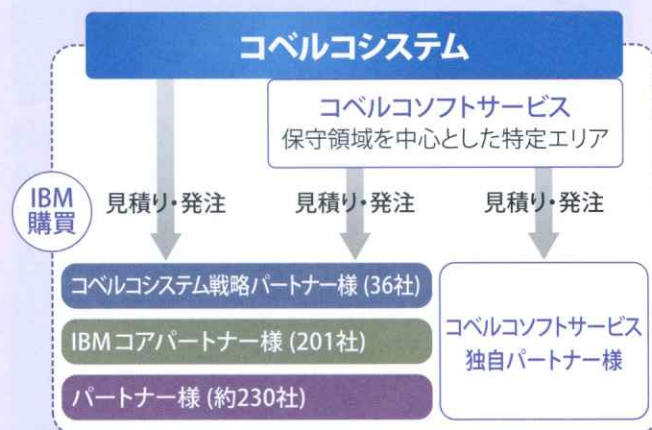 コベルコシステム
コベルコソフトサービス
保守領域を中心とした特定エリア
IBM
購買
見積り・発注
見積り・発注
見積り・発注
コベルコシステム戦略パートナー様 (36社)
IBM コアパートナー様 (201社)
パートナー様 (約230社)
コベルコソフトサービス
独自パートナー様